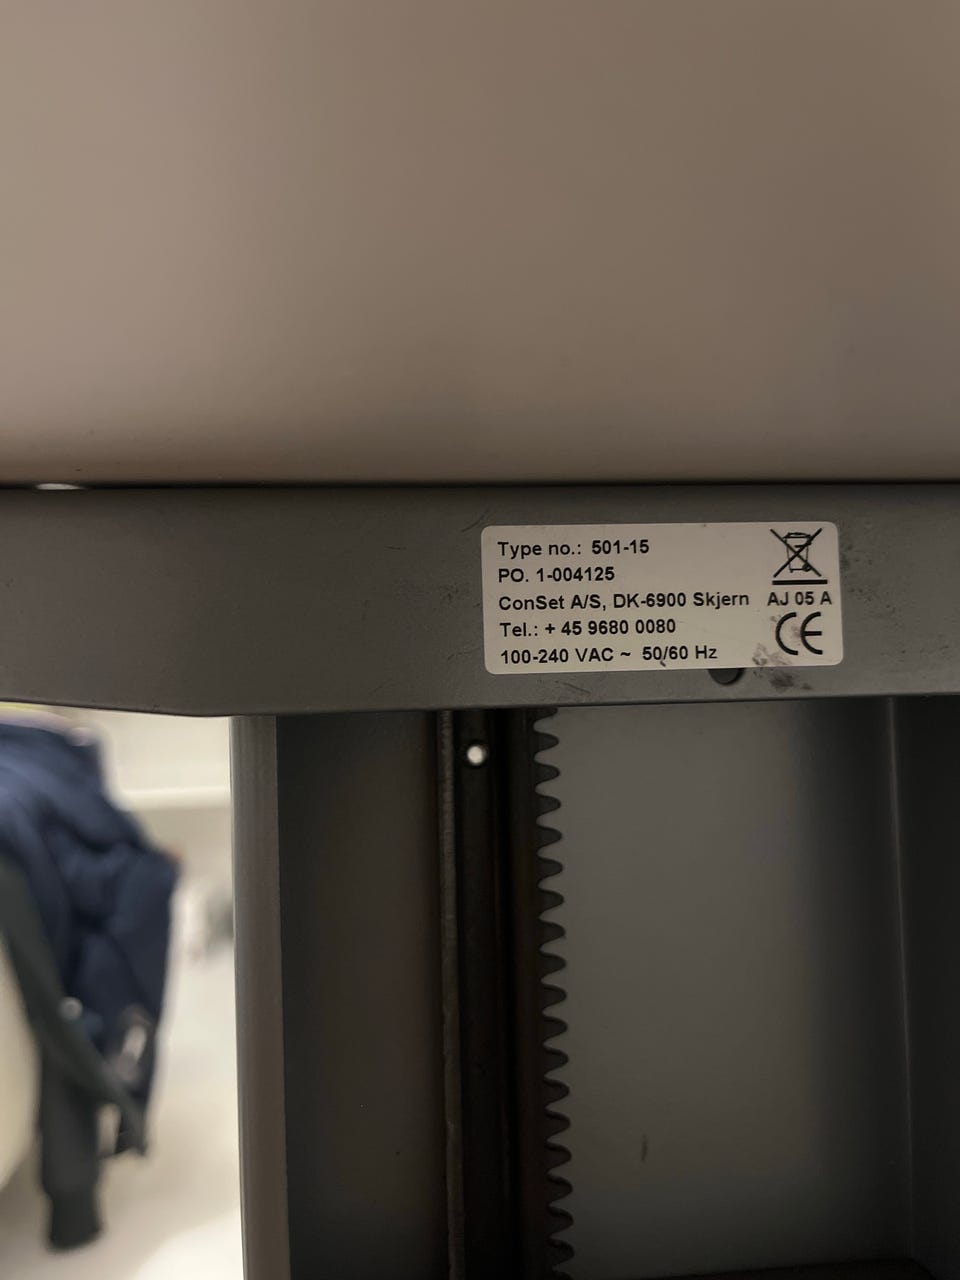 Type no.: 501-15
PO. 1-004125
ConSet A/S, DK-6900 Skjern
Tel.: + 45 9680 0080
100-240 VAC ~ 50/60 Hz
AJ 05 A
CE